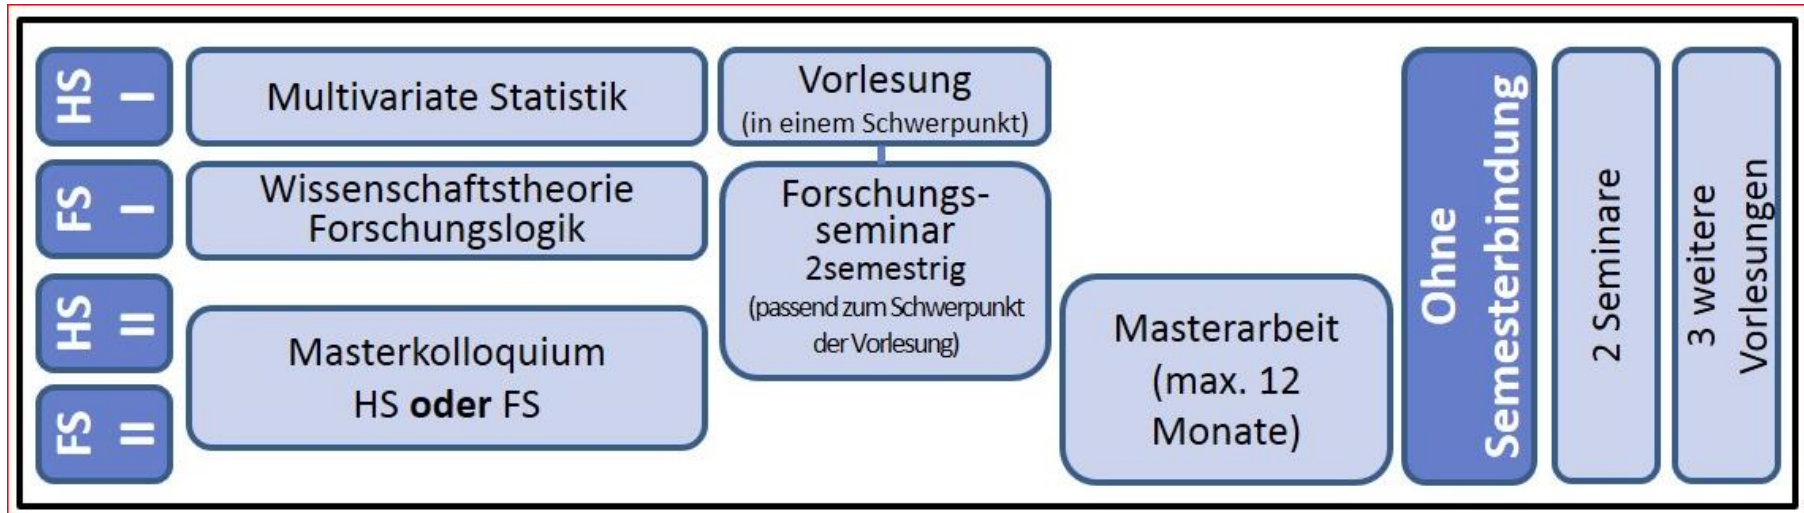 HS I
Multivariate Statistik
Vorlesung
(in einem Schwerpunkt)
FS I
Wissenschaftstheorie
Forschungslogik
Forschungs-
seminar
2semestrig
(passend zum Schwerpunkt
der Vorlesung)
HS II
FS II
Masterkolloquium
HS oder FS
Masterarbeit
(max. 12
Monate)
Ohne
Semesterbindung
2 Seminare
3 weitere
Vorlesungen